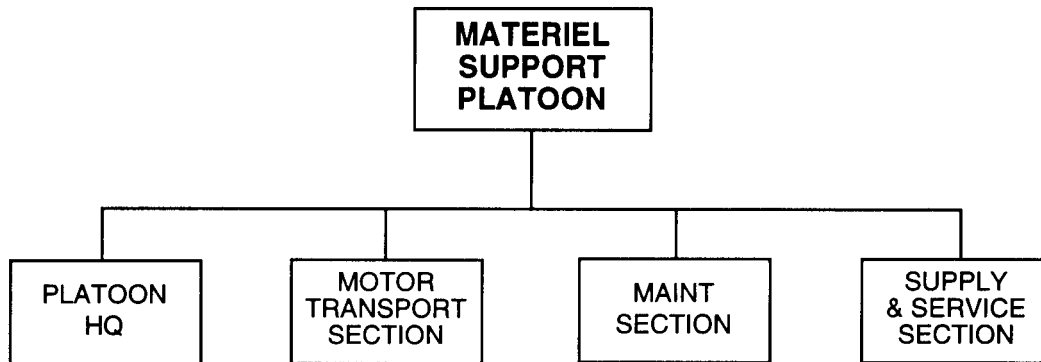 MATERIEL
SUPPORT
PLATOON
PLATOON
HQ
MOTOR
TRANSPORT
SECTION
MAINT
SECTION
SUPPLY
& SERVICE
SECTION